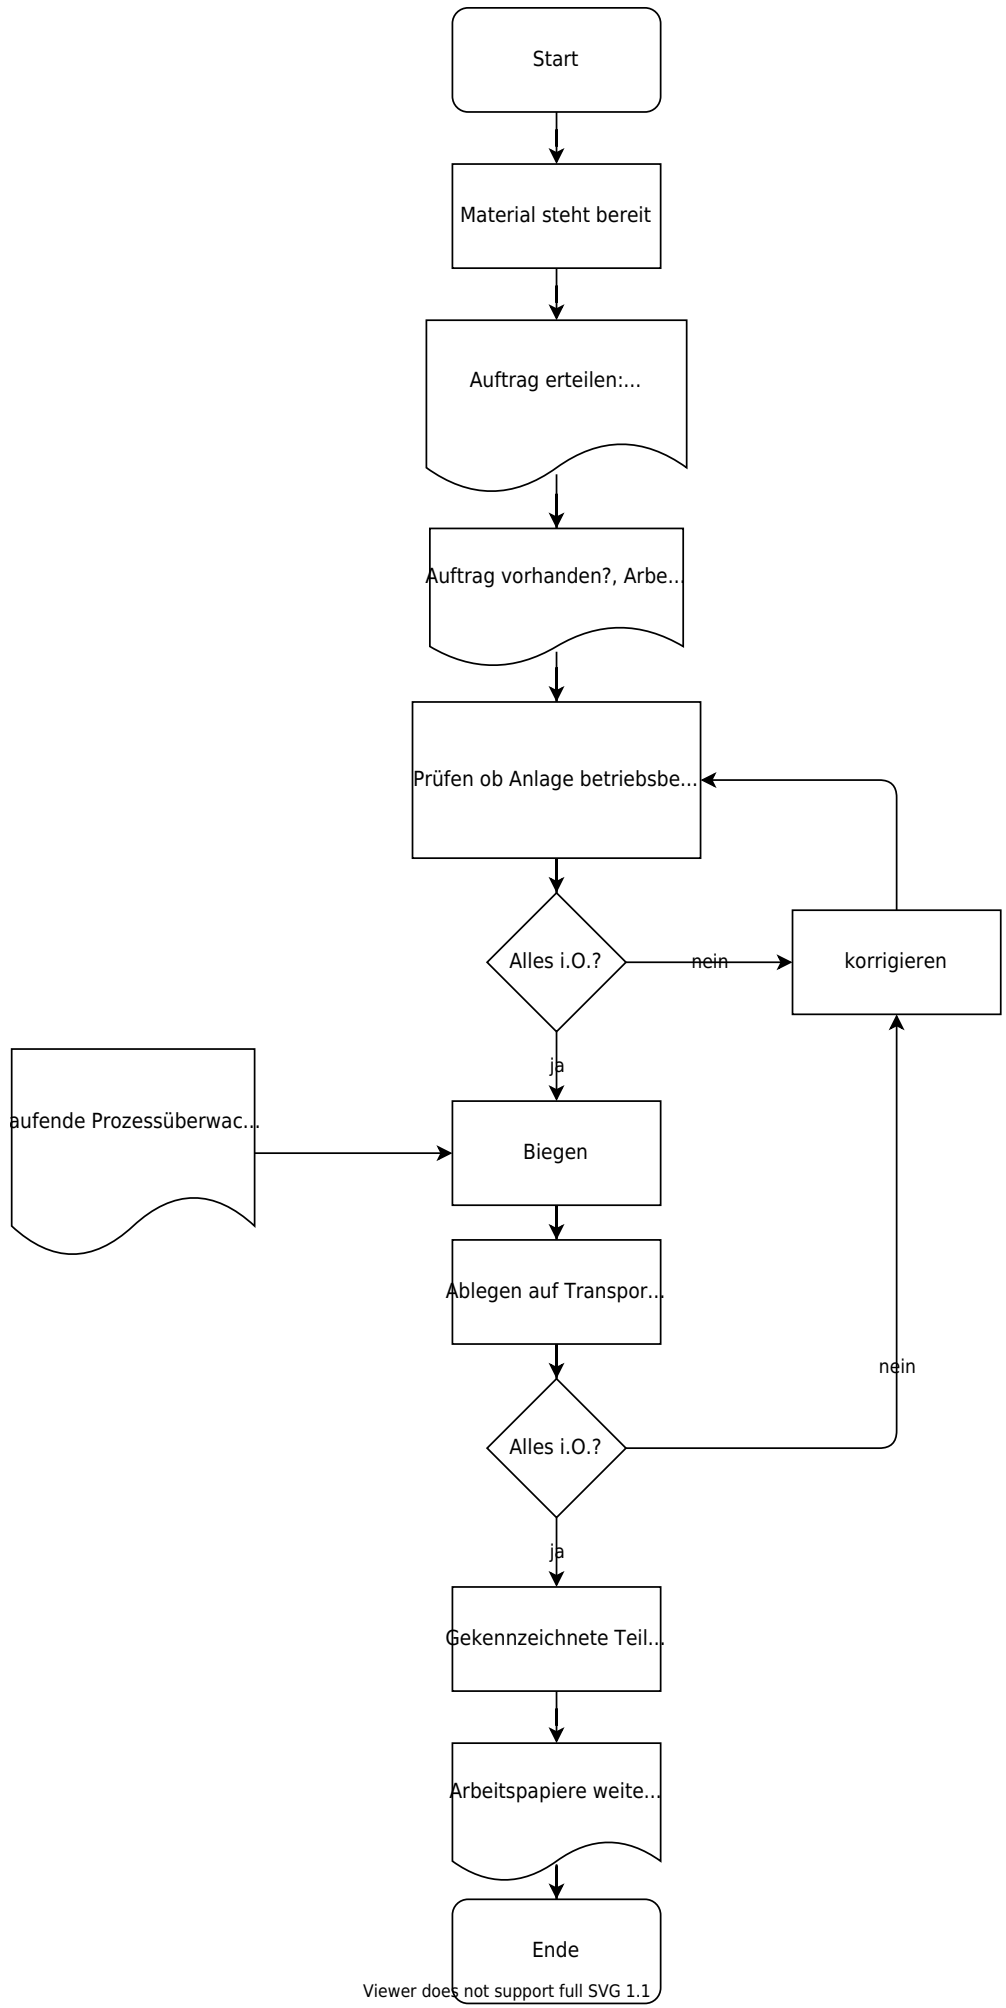 Start
Material steht bereit
Auftrag erteilen:...
Auftrag vorhanden?, Arbe...
Prüfen ob Anlage betriebsbe...
Alles i.O.?
nein
korrigieren
ja
aufende Prozessüberwac...
Biegen
Ablegen auf Transpor...
nein
Alles i.O.?
ja
Gekennzeichnete Teil...
Arbeitspapiere weite...
Ende
Viewer does not support full SVG 1.1